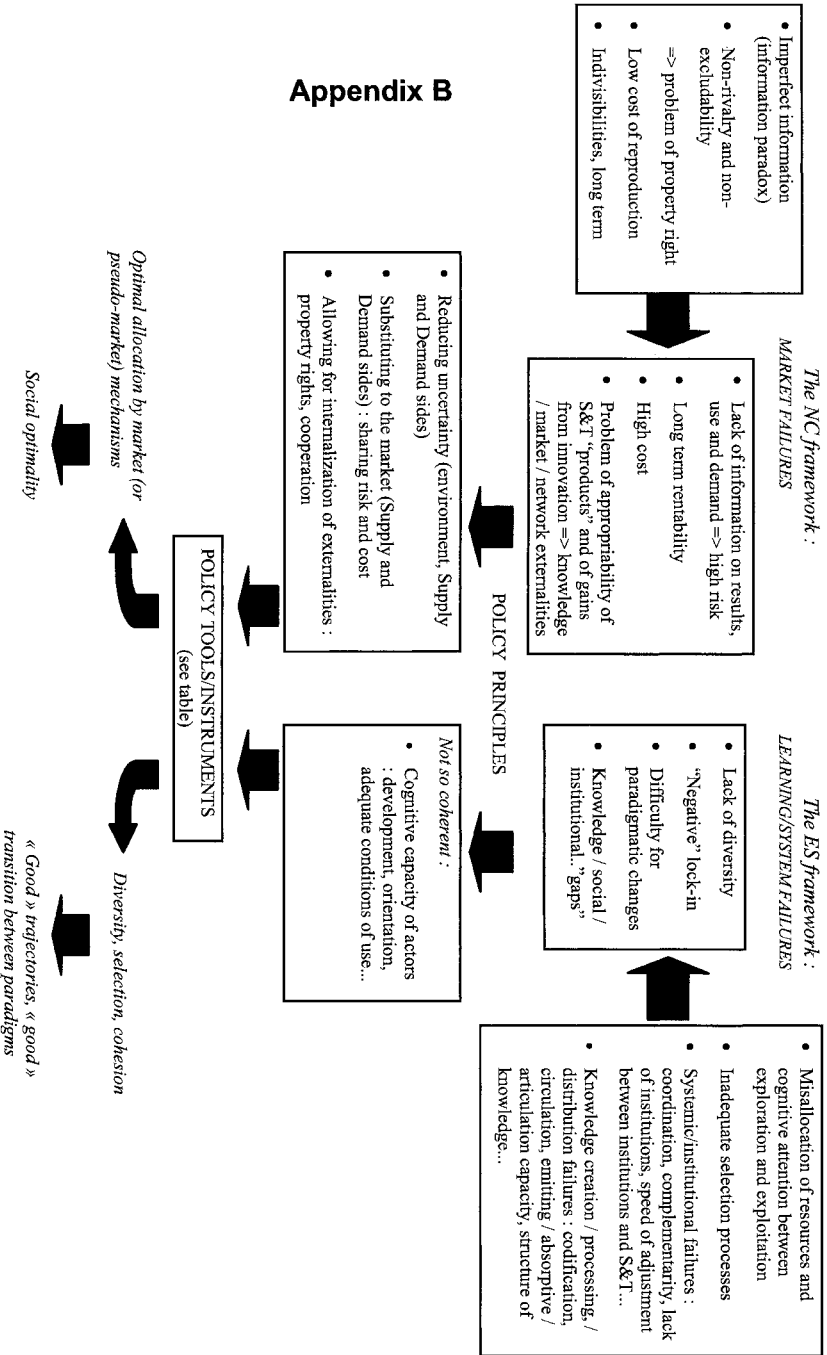 Appendix B
The NC framework :
MARKET FAILURES
The ES framework :
LEARNING/SYSTEM FAILURES
• Imperfect information
(information paradox)
• Non-rivalry and non-
excludability
=> problem of property right
• Low cost of reproduction
• Indivisibilities, long term
• Lack of information on results,
use and demand => high risk
• Long term rentability
• High cost
• Problem of appropriability of
S&T “products” and of gains
from innovation => knowledge
/ market / network externalities
• Lack of diversity
• “Negative” lock-in
• Difficulty for
paradigmatic changes
• Knowledge / social /
institutional.. ”gaps”
• Misallocation of resources and
cognitive attention between
exploration and exploitation
• Inadequate selection processes
• Systemic/institutional failures :
coordination, complementarity, lack
of institutions, speed of adjustment
between institutions and S&T...
• Knowledge creation / processing, /
distribution failures : codification,
circulation, emitting / absorptive /
articulation capacity, structure of
knowledge...
POLICY PRINCIPLES
• Reducing uncertainty (environment, Supply
and Demand sides)
• Substituting to the market (Supply and
Demand sides) : sharing risk and cost
• Allowing for internalization of externalities :
property rights, cooperation
Not so coherent :
• Cognitive capacity of actors
: development, orientation,
adequate conditions of use...
POLICY TOOLS/INSTRUMENTS
(see table)
Optimal allocation by market (or
pseudo-market) mechanisms
Diversity, selection, cohesion
Social optimality
« Good » trajectories, « good »
transition between paradigms